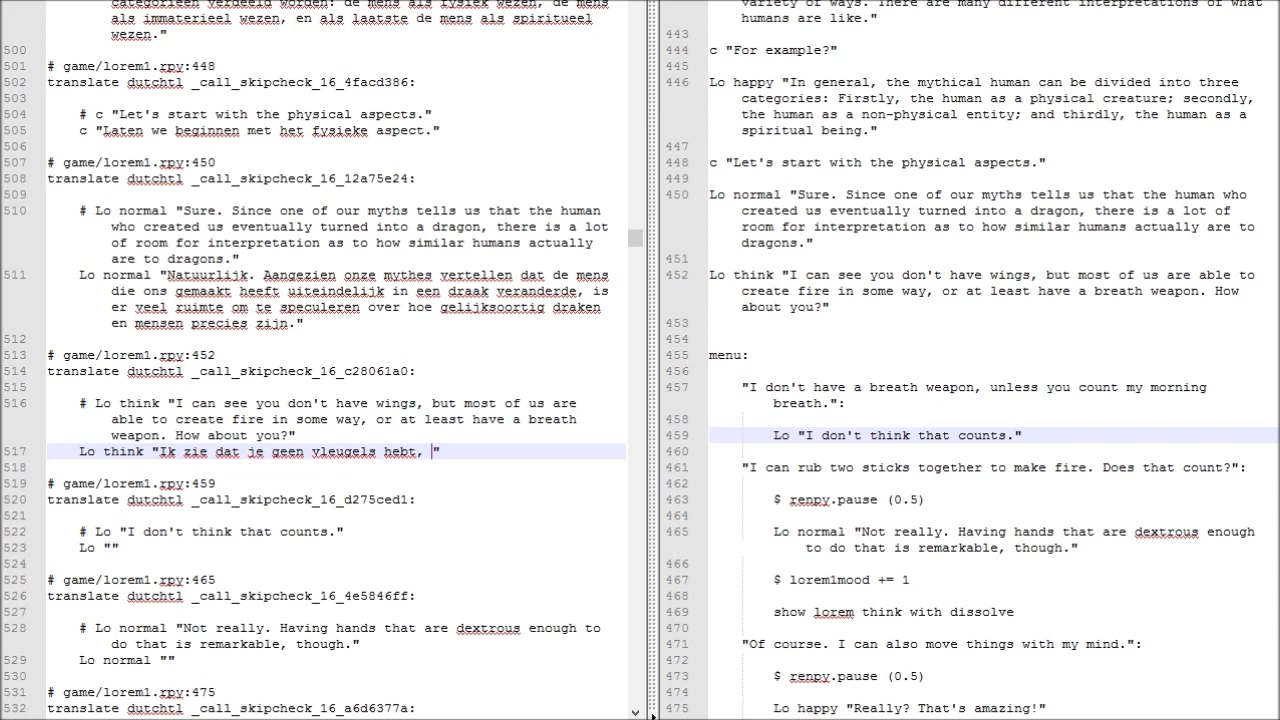 categorieën verdeeld worden: de mens als fysiek wezen, de mens
als immaterieel wezen, en als laatste de mens als spiritueel
wezen."
500
501 # game/lorem1.rpy:448
502 translate dutchtl _call_skipcheck_16_4facd386:
503
504 # c "Let's start with the physical aspects."
505 c "Laten we beginnen met het fysieke aspect."
506
507 # game/lorem1.rpy:450
508 translate dutchtl _call_skipcheck_16_12a75e24:
509
510 # Lo normal "Sure. Since one of our myths tells us that the human
who created us eventually turned into a dragon, there is a lot
of room for interpretation as to how similar humans actually
are to dragons."
511 Lo normal "Natuurlijk. Aangezien onze mythes vertellen dat de mens
die ons gemaakt heeft uiteindelijk in een draak veranderde, is
er veel ruimte om te speculeren over hoe gelijksoortig draken
en mensen precies zijn."
512
513 # game/lorem1.rpy:452
514 translate dutchtl _call_skipcheck_16_c28061a0:
515
516 # Lo think "I can see you don't have wings, but most of us are
able to create fire in some way, or at least have a breath
weapon. How about you?"
517 Lo think "Ik zie dat je geen vleugels hebt, "
518
519 # game/lorem1.rpy:459
520 translate dutchtl _call_skipcheck_16_d275ced1:
521
522 # Lo "I don't think that counts."
523 Lo ""
524
525 # game/lorem1.rpy:465
526 translate dutchtl _call_skipcheck_16_4e5846ff:
527
528 # Lo normal "Not really. Having hands that are dextrous enough to
do that is remarkable, though."
529 Lo normal ""
530
531 # game/lorem1.rpy:475
532 translate dutchtl _call_skipcheck_16_a6d6377a:
variety of ways. There are many different interpretations of what
humans are like."
443
444 c "For example?"
445
446 Lo happy "In general, the mythical human can be divided into three
categories: Firstly, the human as a physical creature; secondly,
the human as a non-physical entity; and thirdly, the human as a
spiritual being."
447
448 c "Let's start with the physical aspects."
449
450 Lo normal "Sure. Since one of our myths tells us that the human who
created us eventually turned into a dragon, there is a lot of
room for interpretation as to how similar humans actually are to
dragons."
451
452 Lo think "I can see you don't have wings, but most of us are able to
create fire in some way, or at least have a breath weapon. How
about you?"
453
454
455 menu:
456
457 "I don't have a breath weapon, unless you count my morning
breath.":
458
459 Lo "I don't think that counts."
460
461 "I can rub two sticks together to make fire. Does that count?":
462
463 $ renpy.pause (0.5)
464
465 Lo normal "Not really. Having hands that are dextrous enough
to do that is remarkable, though."
466
467 $ lorem1mood += 1
468
469 show lorem think with dissolve
470
471 "Of course. I can also move things with my mind.":
472
473 $ renpy.pause (0.5)
474
475 Lo happy "Really? That's amazing!"